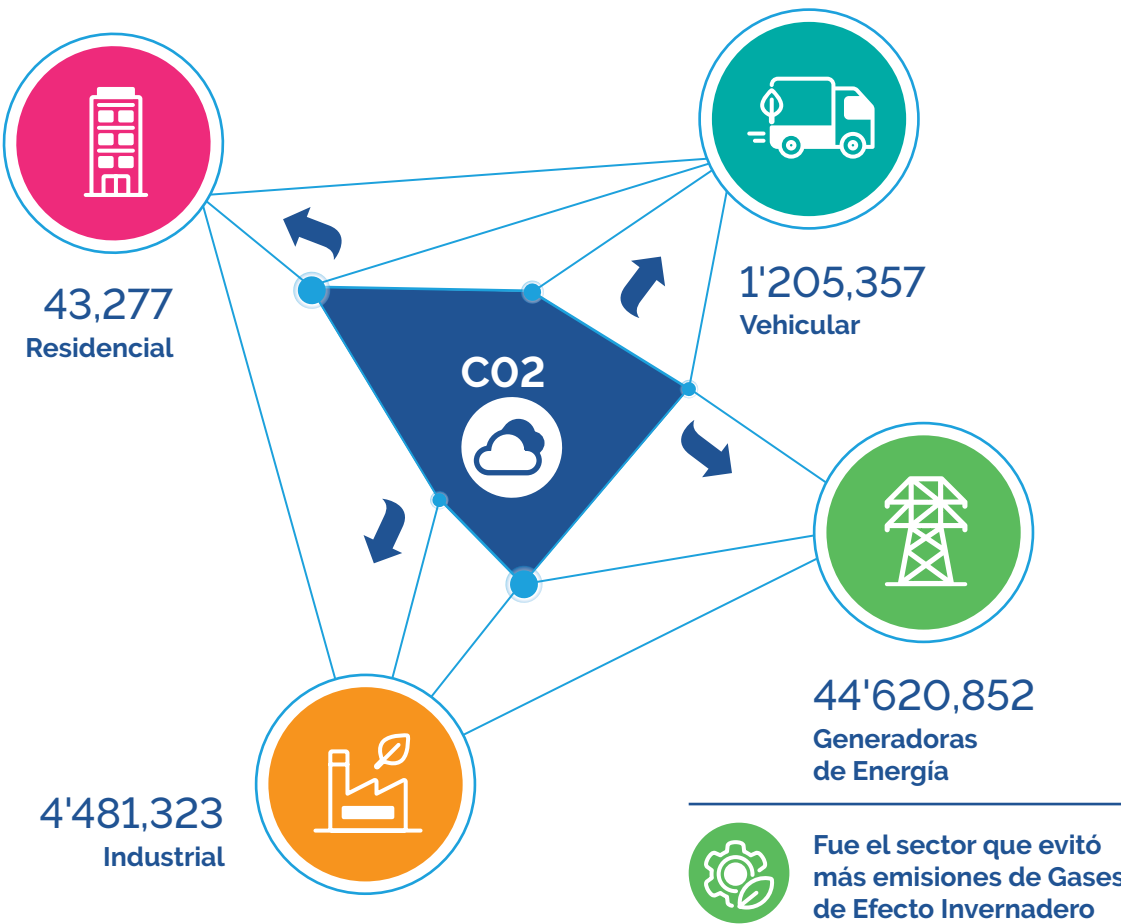 43,277
Residencial
1'205,357
Vehicular
CO2
44'620,852
Generadoras
de Energía
4'481,323
Industrial
Fue el sector que evitó
más emisiones de Gases
de Efecto Invernadero